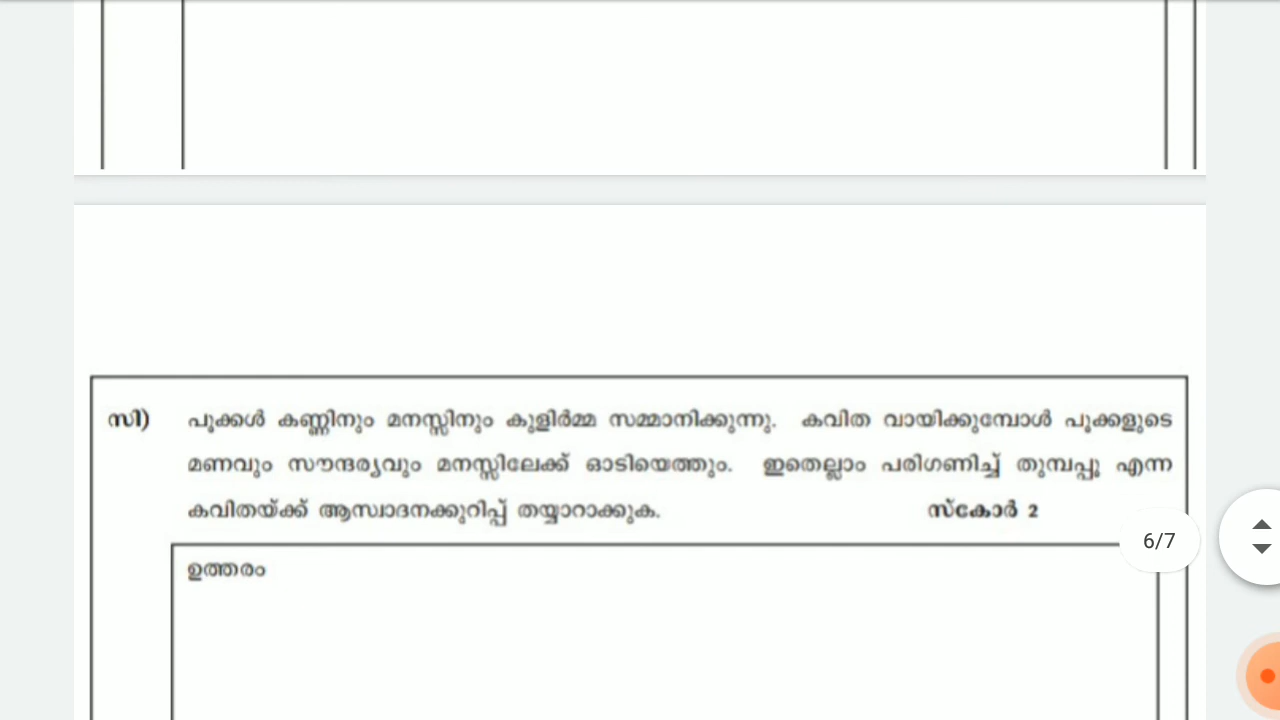 സി) പൂക്കൾ കണ്ണിനും മനസ്സിനും കുളിർമ്മ സമ്മാനിക്കുന്നു. കവിത വായിക്കുമ്പോൾ പൂക്കളുടെ
മണവും സൗന്ദര്യവും മനസ്സിലേക്ക് ഓടിയെത്തും. ഇതെല്ലാം പരിഗണിച്ച് തുമ്പപ്പൂ എന്ന
കവിതയ്ക്ക് ആസ്വാദനക്കുറിപ്പ് തയ്യാറാക്കുക. സ്കോർ 2
6/7
ഉത്തരം